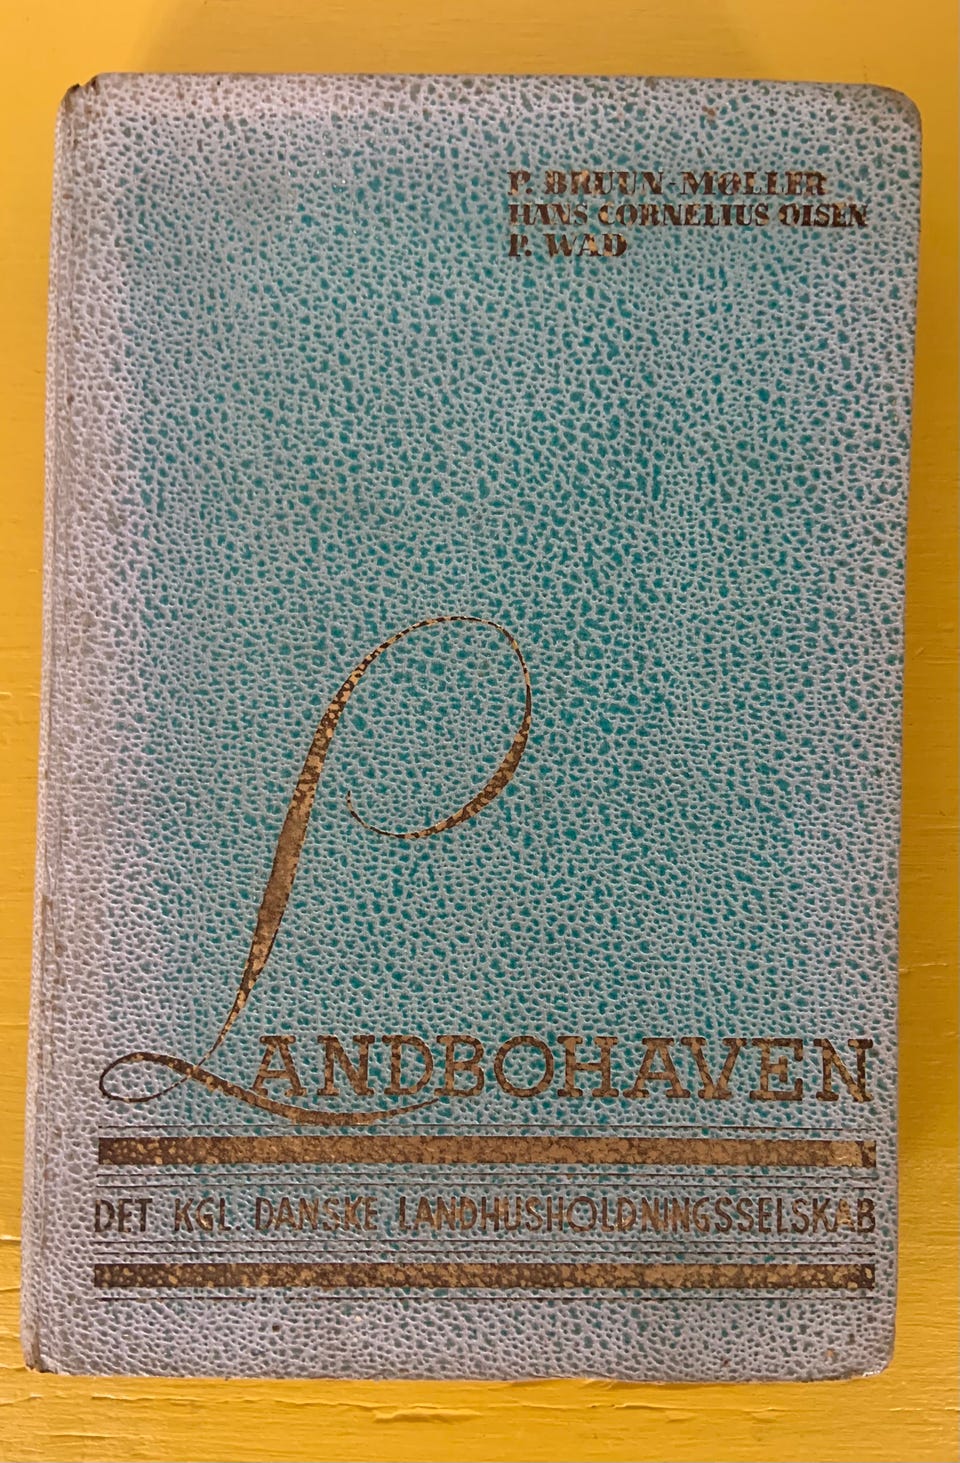 P. BRUUN-MØLLER
HANS CORNELIUS OLSEN
P. WAD
LANDBOHAVEN
DET KGL. DANSKE LANDHUSHOLDNINGSSELSKAB